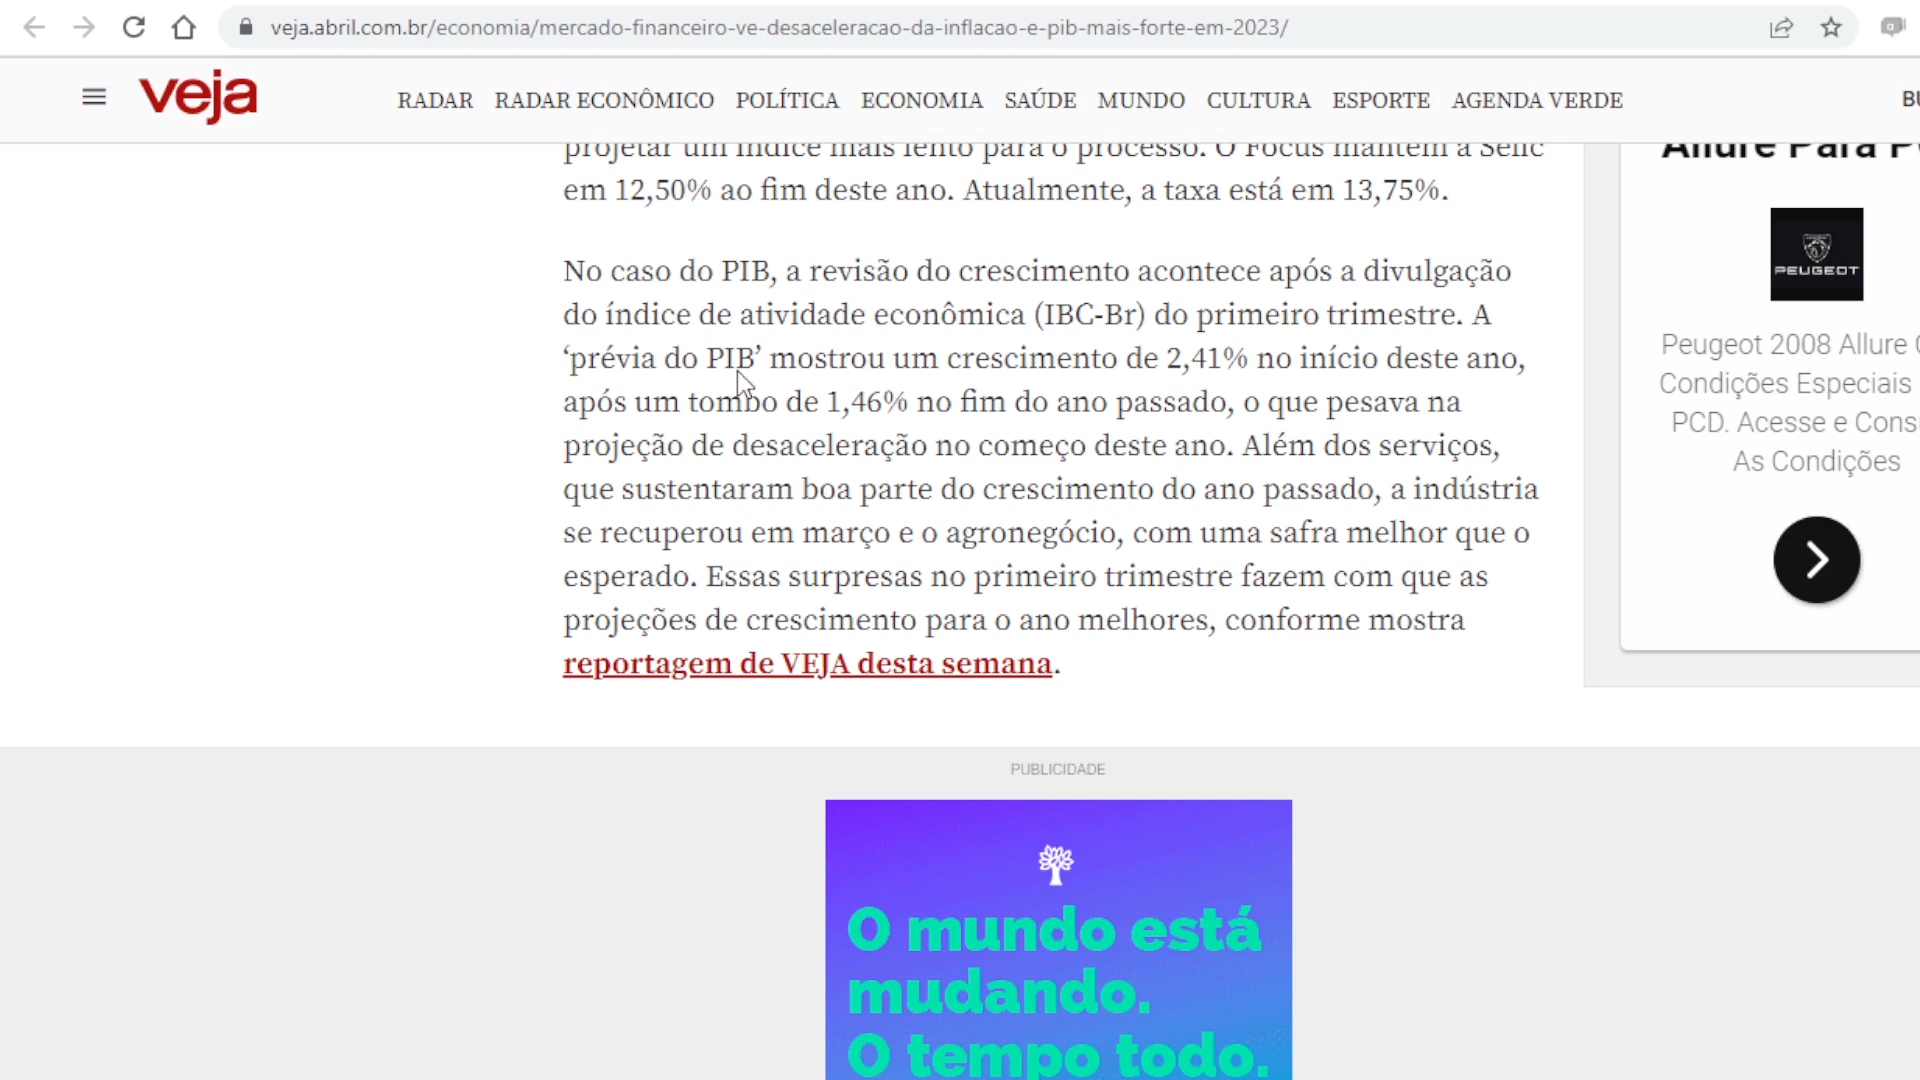 veja.abril.com.br/economia/mercado-financeiro-ve-desaceleracao-da-inflacao-e-pib-mais-forte-em-2023/
veja
RADAR RADAR ECONÔMICO POLÍTICA ECONOMIA SAÚDE MUNDO CULTURA ESPORTE AGENDA VERDE BU
projetar um índice mais lento para o processo. O Focus mantém a Selic
em 12,50% ao fim deste ano. Atualmente, a taxa está em 13,75%.
No caso do PIB, a revisão do crescimento acontece após a divulgação
do índice de atividade econômica (IBC-Br) do primeiro trimestre. A
‘prévia do PIB’ mostrou um crescimento de 2,41% no início deste ano,
após um tombo de 1,46% no fim do ano passado, o que pesava na
projeção de desaceleração no começo deste ano. Além dos serviços,
que sustentaram boa parte do crescimento do ano passado, a indústria
se recuperou em março e o agronegócio, com uma safra melhor que o
esperado. Essas surpresas no primeiro trimestre fazem com que as
projeções de crescimento para o ano melhores, conforme mostra
reportagem de VEJA desta semana.
Allure Para P
PEUGEOT
Peugeot 2008 Allure
Condições Especiais
PCD. Acesse e Cons
As Condições
PUBLICIDADE
O mundo está
mudando.
O tempo todo.